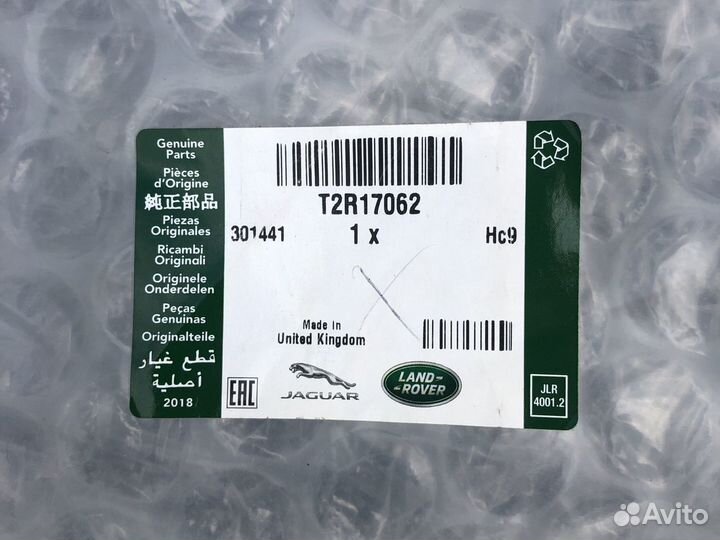 Genuine
Parts
Pièces
d'Origine
純正部品
Piezas
Originales
Ricambi
Originali
Originele
Onderdelen
Peças
Genuinas
Originalteile
قطع غيار
أصلية
2018
T2R17062
301441 1 x Hc9
Made in
United Kingdom
EAC
JAGUAR
LAND
ROVER
JLR
4001.2
Avito